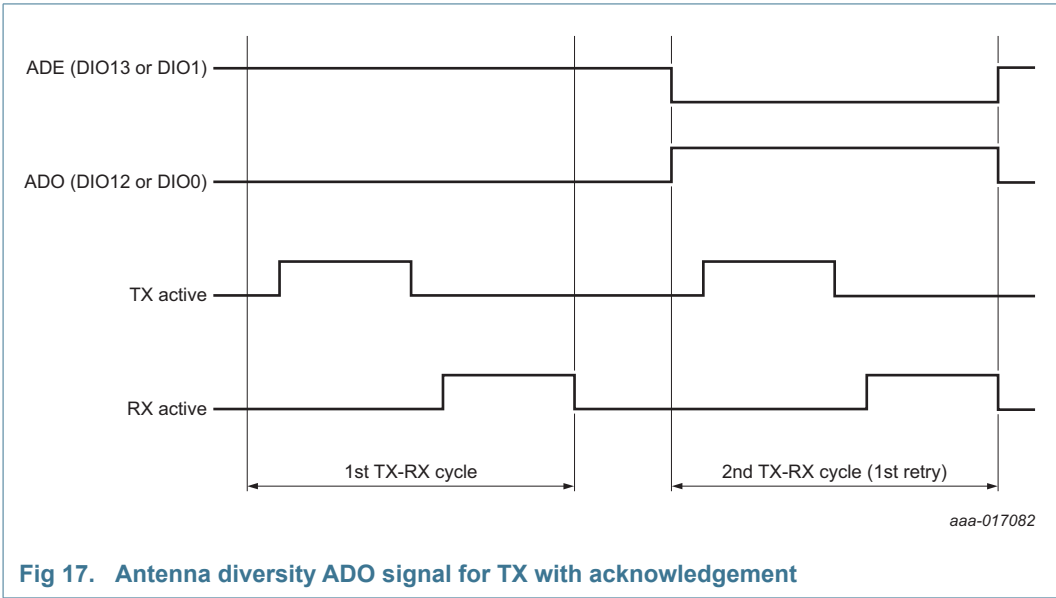 ADE (DIO13 or DIO1)
ADO (DIO12 or DIO0)
TX active
RX active
1st TX-RX cycle
2nd TX-RX cycle (1st retry)
aaa-017082
Fig 17. Antenna diversity ADO signal for TX with acknowledgement